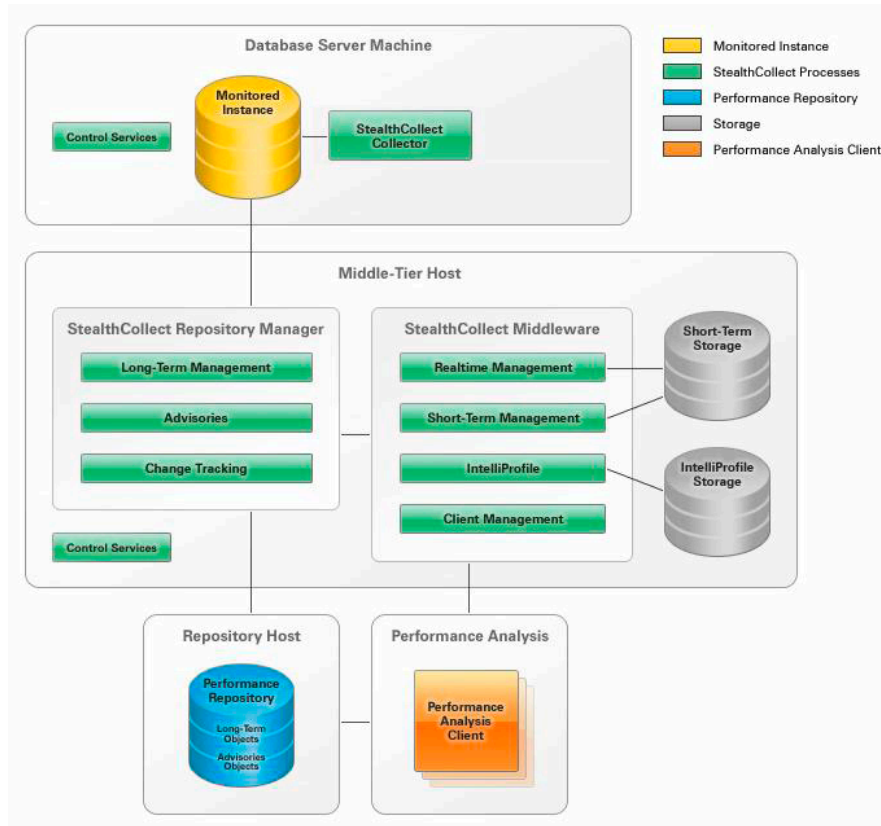 Database Server Machine
Monitored
Instance
Control Services
StealthCollect
Collector
Monitored Instance
StealthCollect Processes
Performance Repository
Storage
Performance Analysis Client
Middle-Tier Host
StealthCollect Repository Manager
Long-Term Management
Advisories
Change Tracking
Control Services
StealthCollect Middleware
Realtime Management
Short-Term Management
IntelliProfile
Client Management
Short-Term
Storage
IntelliProfile
Storage
Repository Host
Performance
Repository
Long-Term
Objects
Advisories
Objects
Performance Analysis
Performance
Analysis
Client